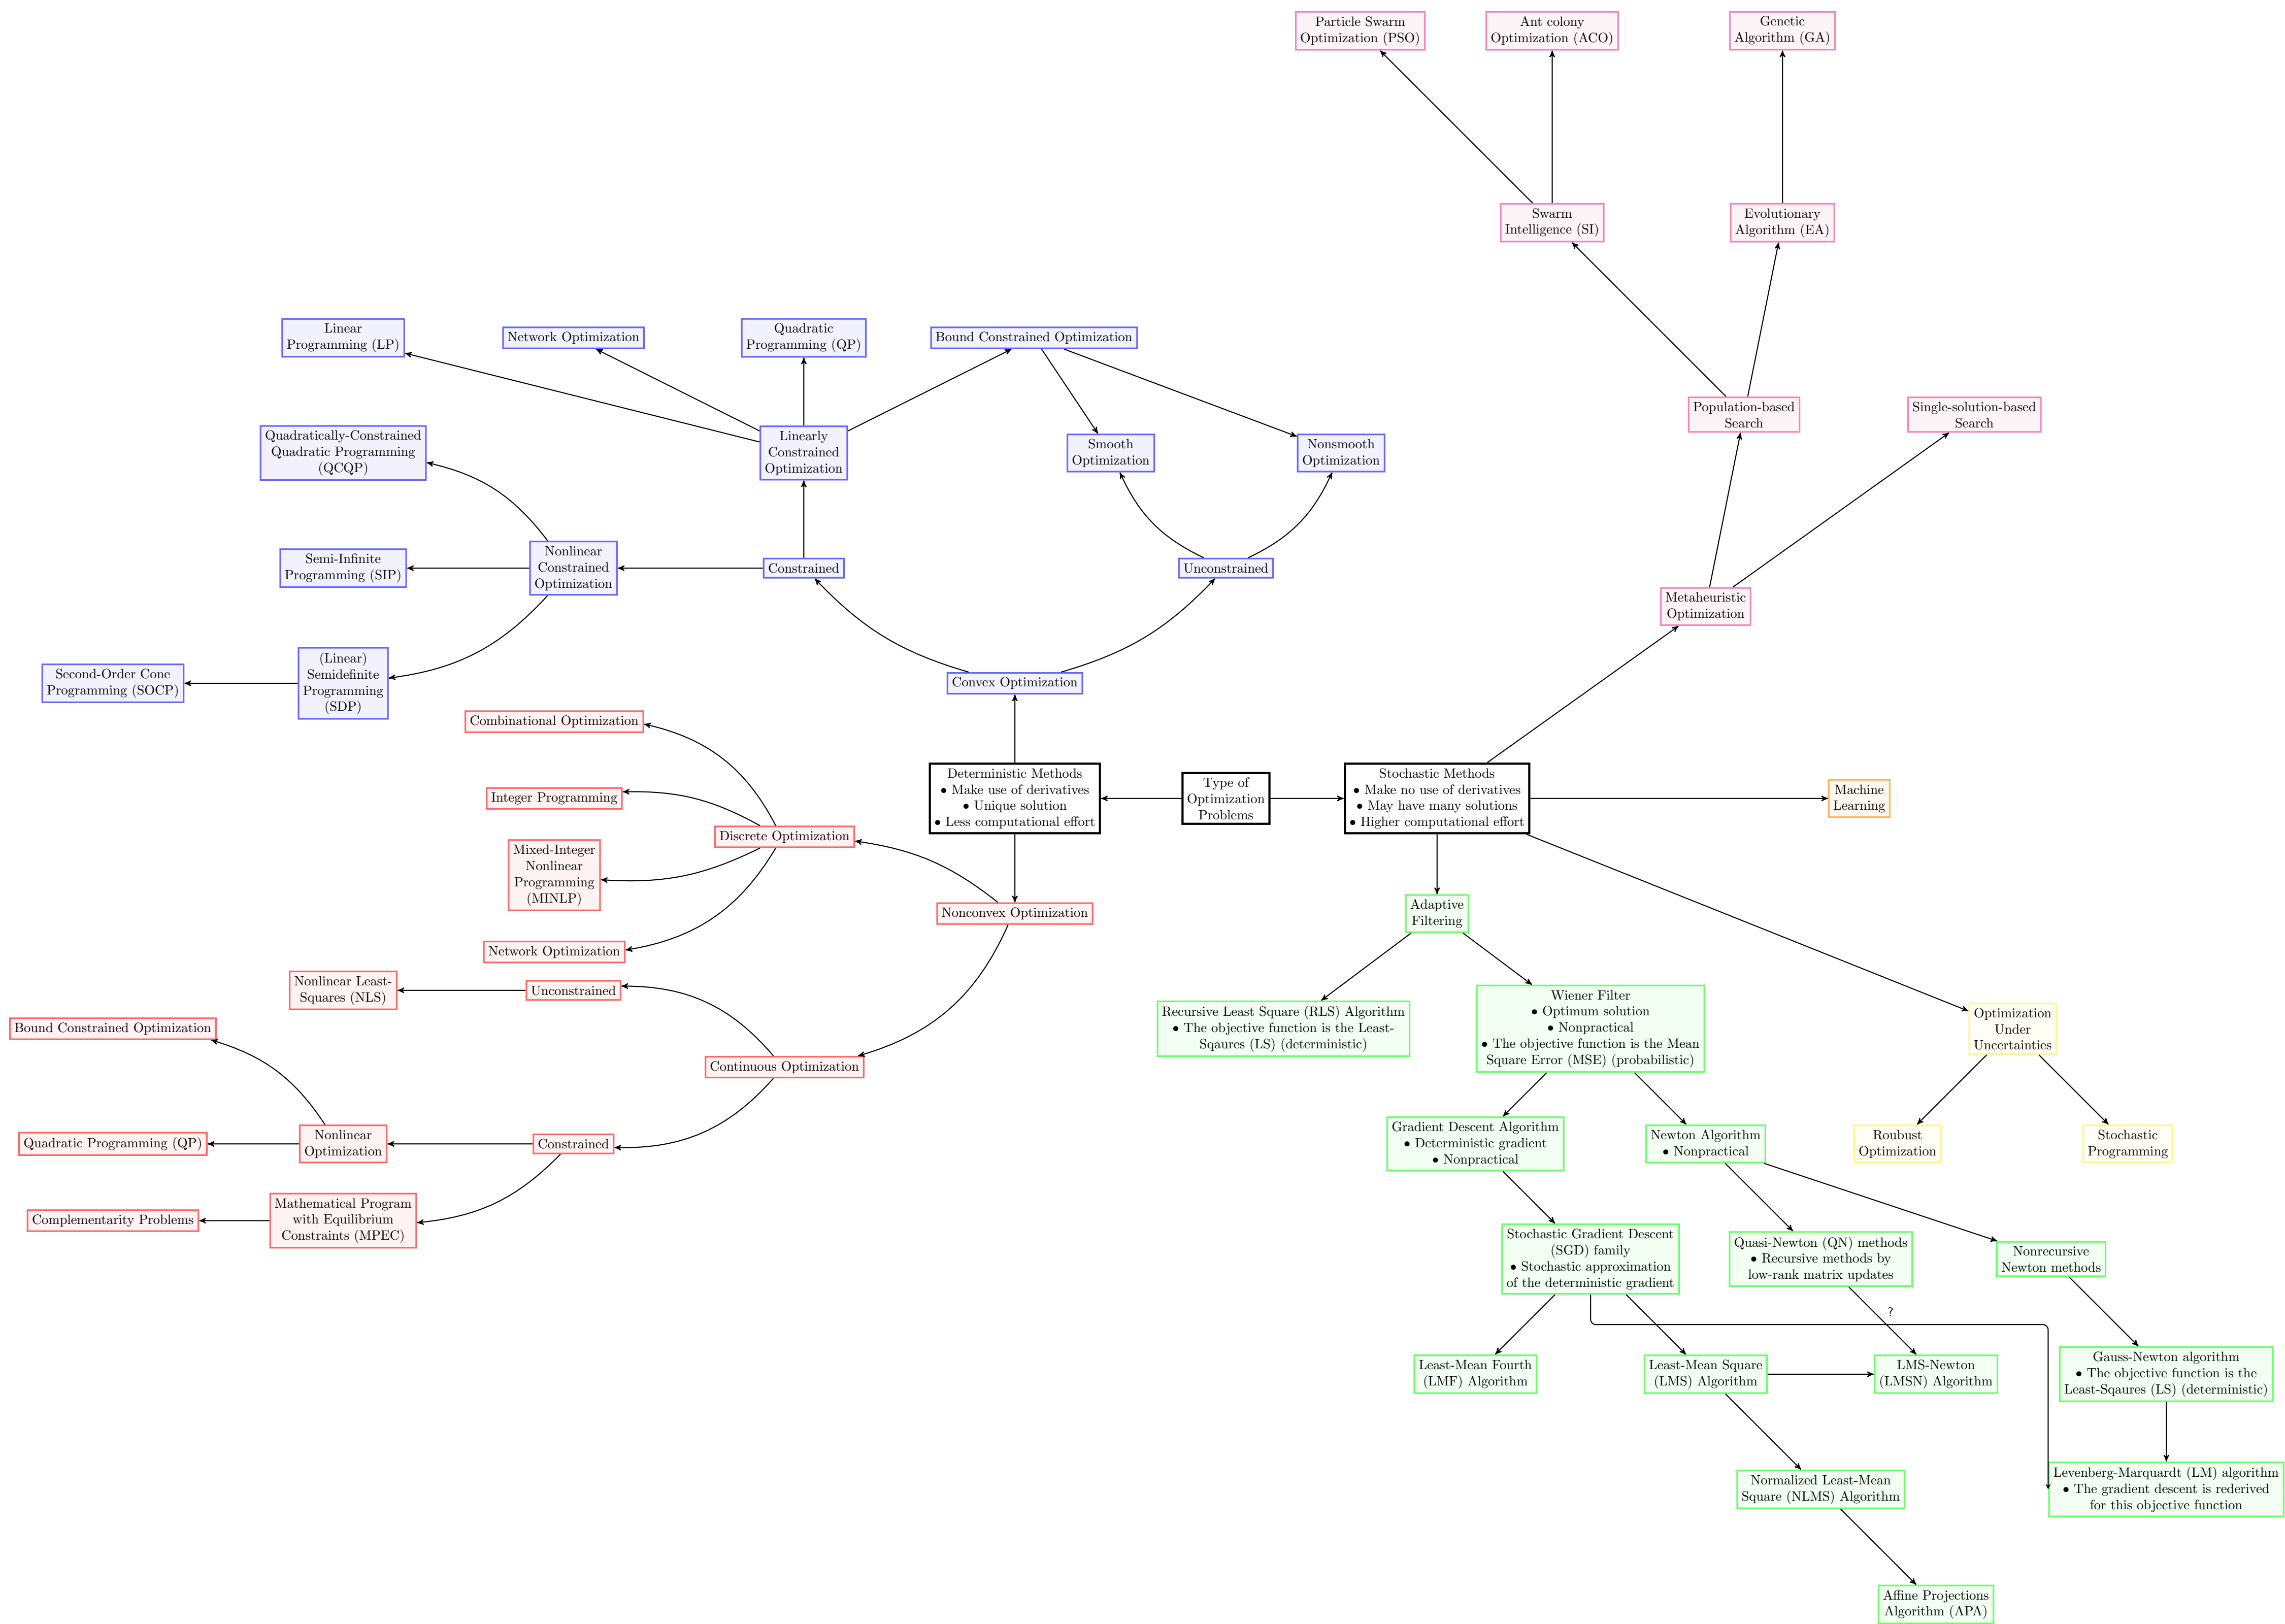 Particle Swarm
Optimization (PSO)
Ant colony
Optimization (ACO)
Genetic
Algorithm (GA)
Swarm
Intelligence (SI)
Evolutionary
Algorithm (EA)
Linear
Programming (LP)
Network Optimization
Quadratic
Programming (QP)
Bound Constrained Optimization
Population-based
Search
Single-solution-based
Search
Quadratically-Constrained
Quadratic Programming
(QCQP)
Linearly
Constrained
Optimization
Smooth
Optimization
Nonsmooth
Optimization
Semi-Infinite
Programming (SIP)
Nonlinear
Constrained
Optimization
Constrained
Unconstrained
Metaheuristic
Optimization
Second-Order Cone
Programming (SOCP)
(Linear)
Semidefinite
Programming
(SDP)
Convex Optimization
Combinational Optimization
Integer Programming
Deterministic Methods
• Make use of derivatives
• Unique solution
• Less computational effort
Type of
Optimization
Problems
Stochastic Methods
• Make no use of derivatives
• May have many solutions
• Higher computational effort
Machine
Learning
Discrete Optimization
Mixed-Integer
Nonlinear
Programming
(MINLP)
Nonconvex Optimization
Adaptive
Filtering
Network Optimization
Nonlinear Least-
Squares (NLS)
Unconstrained
Bound Constrained Optimization
Recursive Least Square (RLS) Algorithm
• The objective function is the Least-
Sqaures (LS) (deterministic)
Wiener Filter
• Optimum solution
• Nonpractical
• The objective function is the Mean
Square Error (MSE) (probabilistic)
Optimization
Under
Uncertainties
Continuous Optimization
Quadratic Programming (QP)
Nonlinear
Optimization
Constrained
Gradient Descent Algorithm
• Deterministic gradient
• Nonpractical
Newton Algorithm
• Nonpractical
Roubust
Optimization
Stochastic
Programming
Complementarity Problems
Mathematical Program
with Equilibrium
Constraints (MPEC)
Stochastic Gradient Descent
(SGD) family
• Stochastic approximation
of the deterministic gradient
Quasi-Newton (QN) methods
• Recursive methods by
low-rank matrix updates
Nonrecursive
Newton methods
?
Least-Mean Fourth
(LMF) Algorithm
Least-Mean Square
(LMS) Algorithm
LMS-Newton
(LMSN) Algorithm
Gauss-Newton algorithm
• The objective function is the
Least-Sqaures (LS) (deterministic)
Normalized Least-Mean
Square (NLMS) Algorithm
Levenberg-Marquardt (LM) algorithm
• The gradient descent is rederived
for this objective function
Affine Projections
Algorithm (APA)